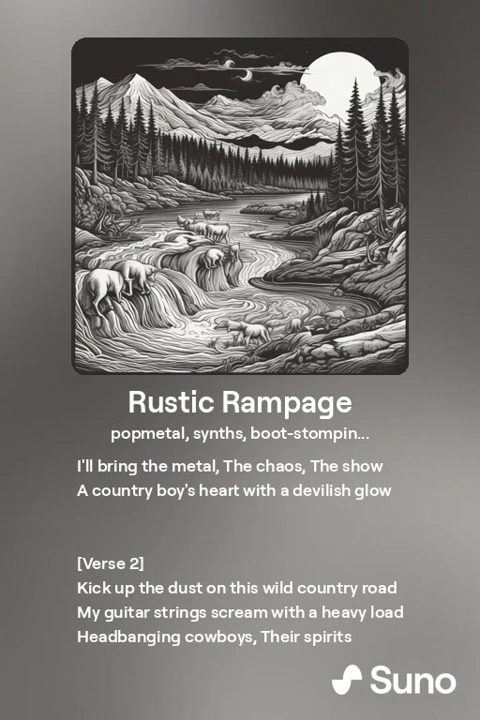 Rustic Rampage
popmetal, synths, boot-stompin...
I'll bring the metal, The chaos, The show
A country boy's heart with a devilish glow
[Verse 2]
Kick up the dust on this wild country road
My guitar strings scream with a heavy load
Headbanging cowboys, Their spirits
Suno